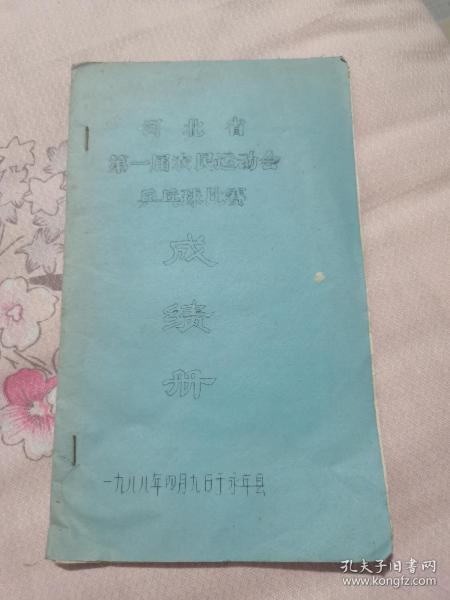 河北省
第一届农民运动会
乒乓球比赛
成
绩
册
一九八八年四月九日于永年县
孔夫子旧书网
www.kongfz.com